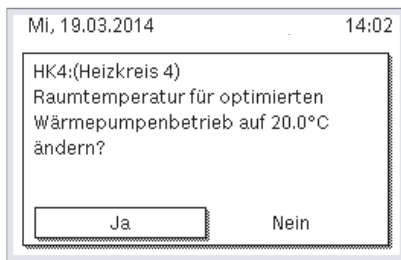 Mi, 19.03.2014 14:02
HK4:(Heizkreis 4)
Raumtemperatur für optimierten
Wärmepumpenbetrieb auf 20.0°C
ändern?
Ja Nein